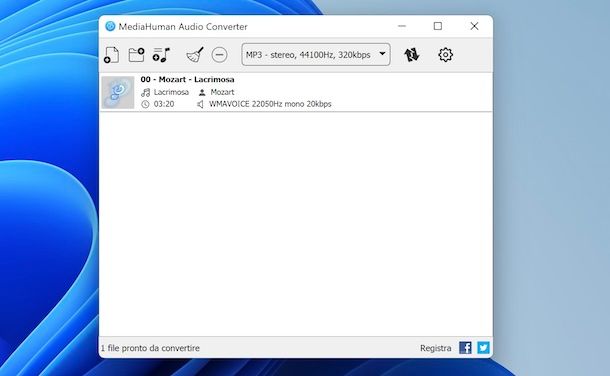 MediaHuman Audio Converter
MP3 - stereo, 44100Hz, 320kbps
00 - Mozart - Lacrimosa
Lacrimosa Mozart
03:20 WMAVOICE 22050Hz mono 20kbps
1 file pronto da convertire Registra